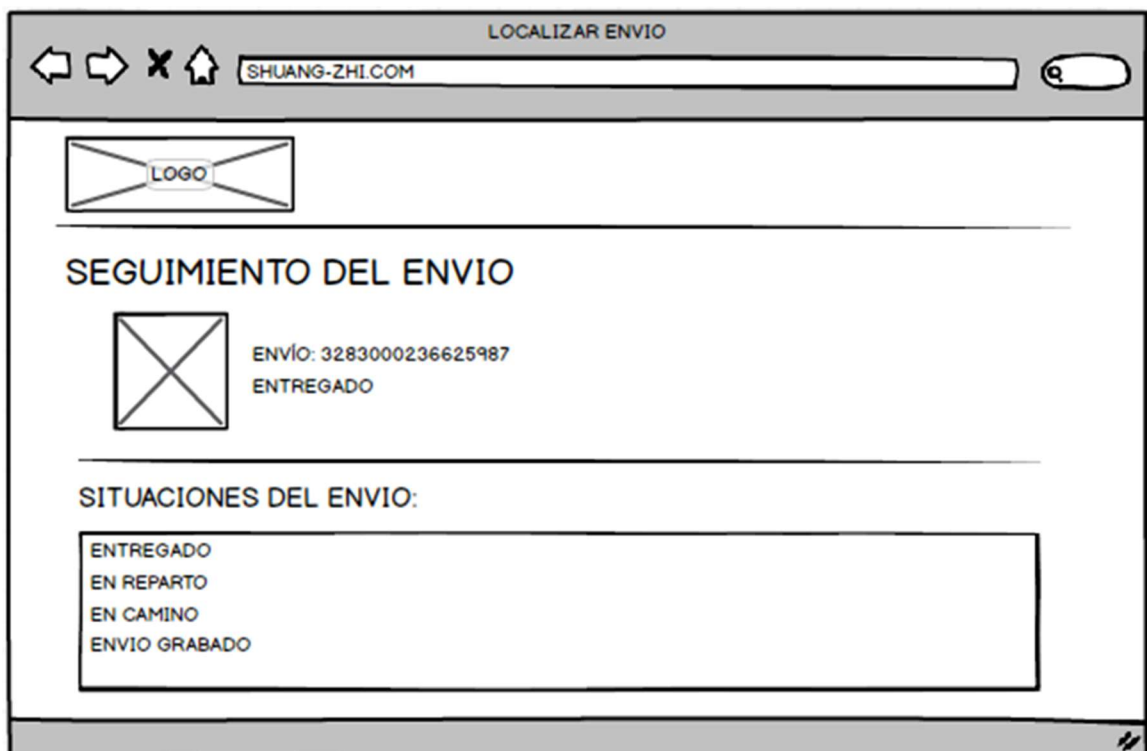 LOCALIZAR ENVIO
SHUANG-ZHI.COM
LOGO
SEGUIMIENTO DEL ENVIO
ENVÍO: 3283000236625987
ENTREGADO
SITUACIONES DEL ENVIO:
ENTREGADO
EN REPARTO
EN CAMINO
ENVIO GRABADO